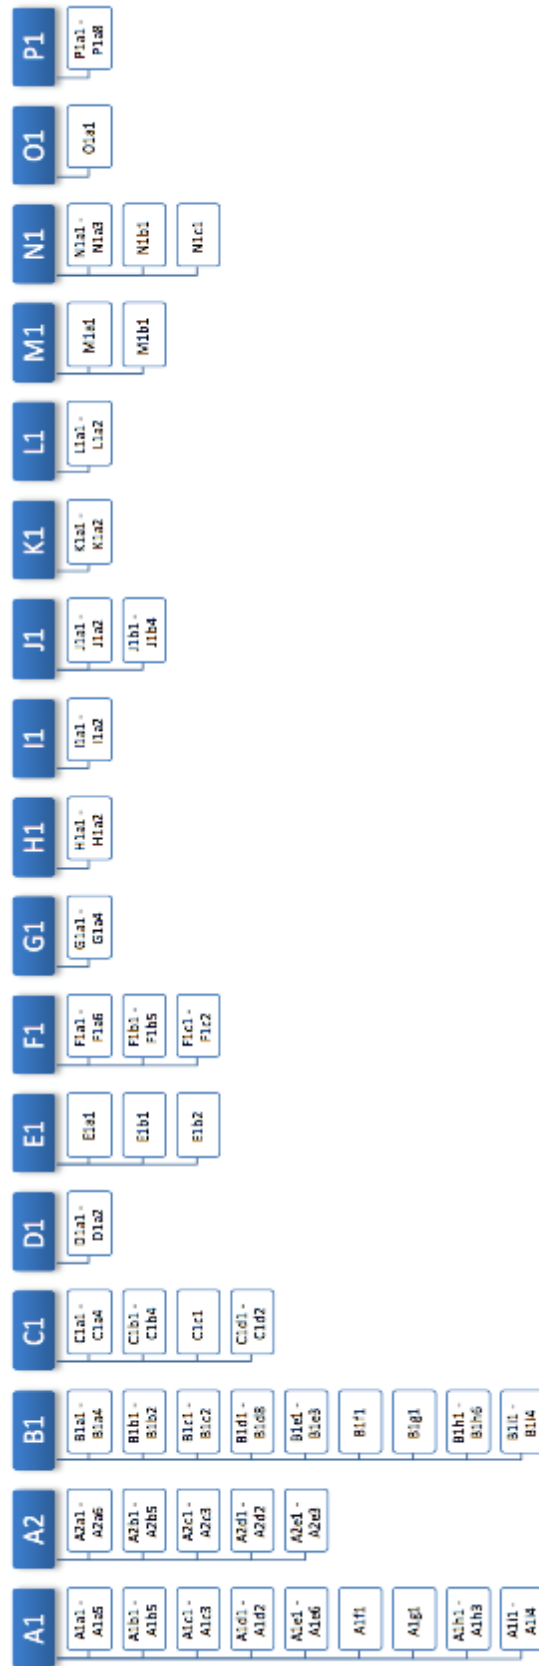 A1
A1a1 -
A1a5
A1b1 -
A1b5
A1c1 -
A1c3
A1d1 -
A1d2
A1e1 -
A1e6
A1f1
A1g1
A1h1 -
A1h3
A1i1 -
A1i4
A2
A2a1 -
A2a6
A2b1 -
A2b5
A2c1 -
A2c3
A2d1 -
A2d2
A2e1 -
A2e3
B1
B1a1 -
B1a4
B1b1 -
B1b2
B1c1 -
B1c2
B1d1 -
B1d8
B1e1 -
B1e3
B1f1
B1g1
B1h1 -
B1h6
B1i1 -
B1i4
C1
C1a1 -
C1a4
C1b1 -
C1b4
C1c1
C1d1 -
C1d2
D1
D1a1 -
D1a2
E1
E1a1
E1b1
E1b2
F1
F1a1 -
F1a6
F1b1 -
F1b5
F1c1 -
F1c2
G1
G1a1 -
G1a4
H1
H1a1 -
H1a2
I1
I1a1 -
I1a2
J1
J1a1 -
J1a2
J1b1 -
J1b4
K1
K1a1 -
K1a2
L1
L1a1 -
L1a2
M1
M1a1
M1b1
N1
N1a1 -
N1a3
N1b1
N1c1
O1
O1a1
P1
P1a1 -
P1a8